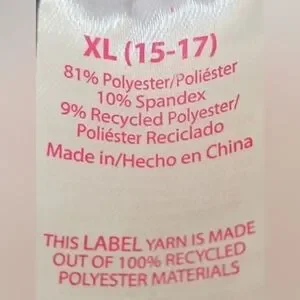 XL (15-17)
81% Polyester/Poliéster
10% Spandex
9% Recycled Polyester/
Poliéster Reciclado
Made in/Hecho en China
THIS LABEL YARN IS MADE
OUT OF 100% RECYCLED
POLYESTER MATERIALS